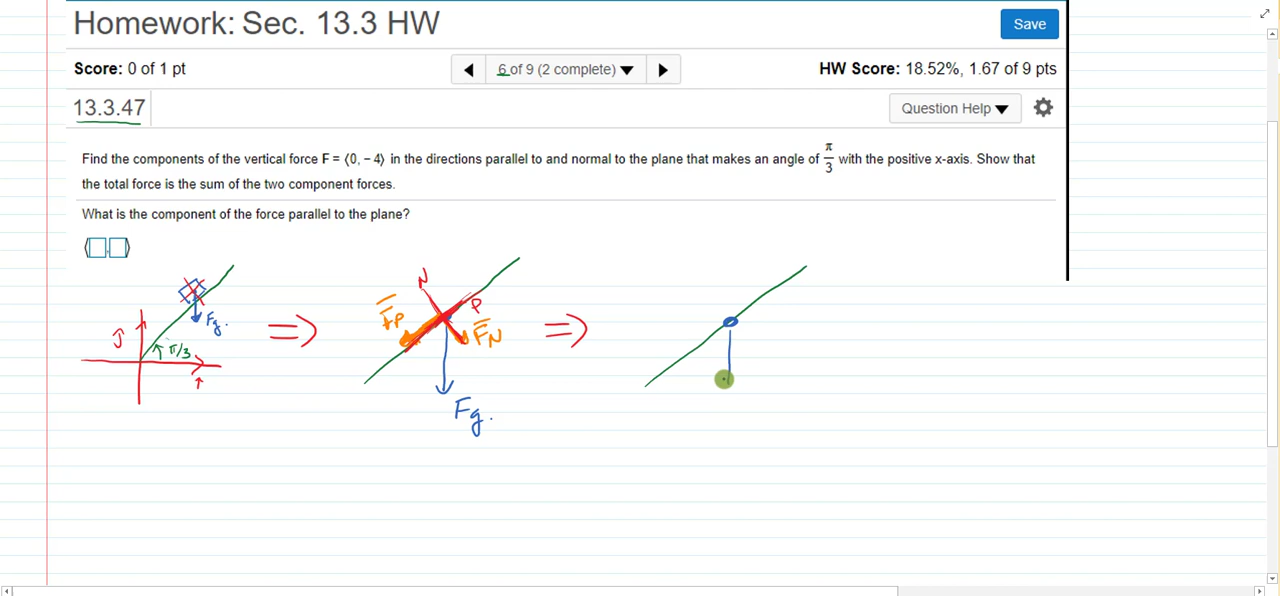 Homework: Sec. 13.3 HW
Save
Score: 0 of 1 pt
6 of 9 (2 complete)
HW Score: 18.52%, 1.67 of 9 pts
13.3.47
Question Help
Find the components of the vertical force F = ⟨0, − 4⟩ in the directions parallel to and normal to the plane that makes an angle of π/3 with the positive x-axis. Show that
the total force is the sum of the two component forces.
What is the component of the force parallel to the plane?
(☐,☐)
Fg.
π/3
N
P
FP
FN
Fg.